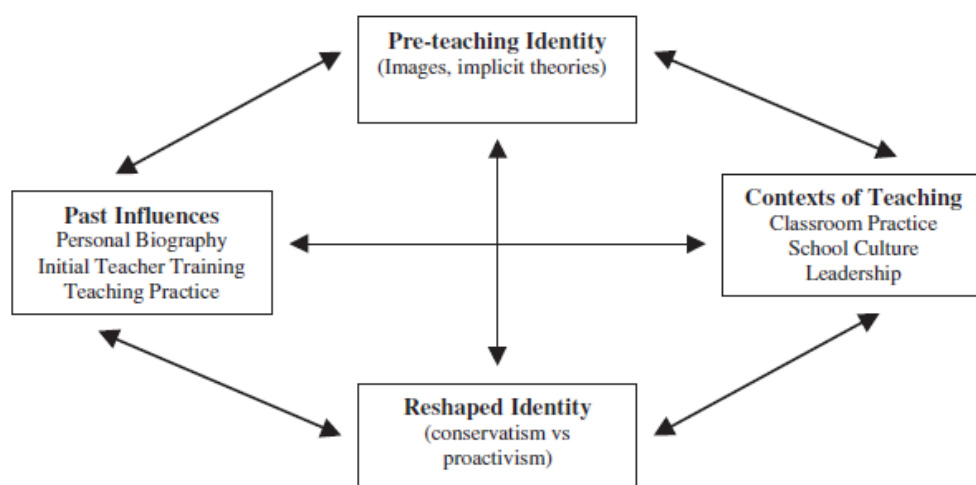 Pre-teaching Identity
(Images, implicit theories)
Past Influences
Personal Biography
Initial Teacher Training
Teaching Practice
Contexts of Teaching
Classroom Practice
School Culture
Leadership
Reshaped Identity
(conservatism vs
proactivism)